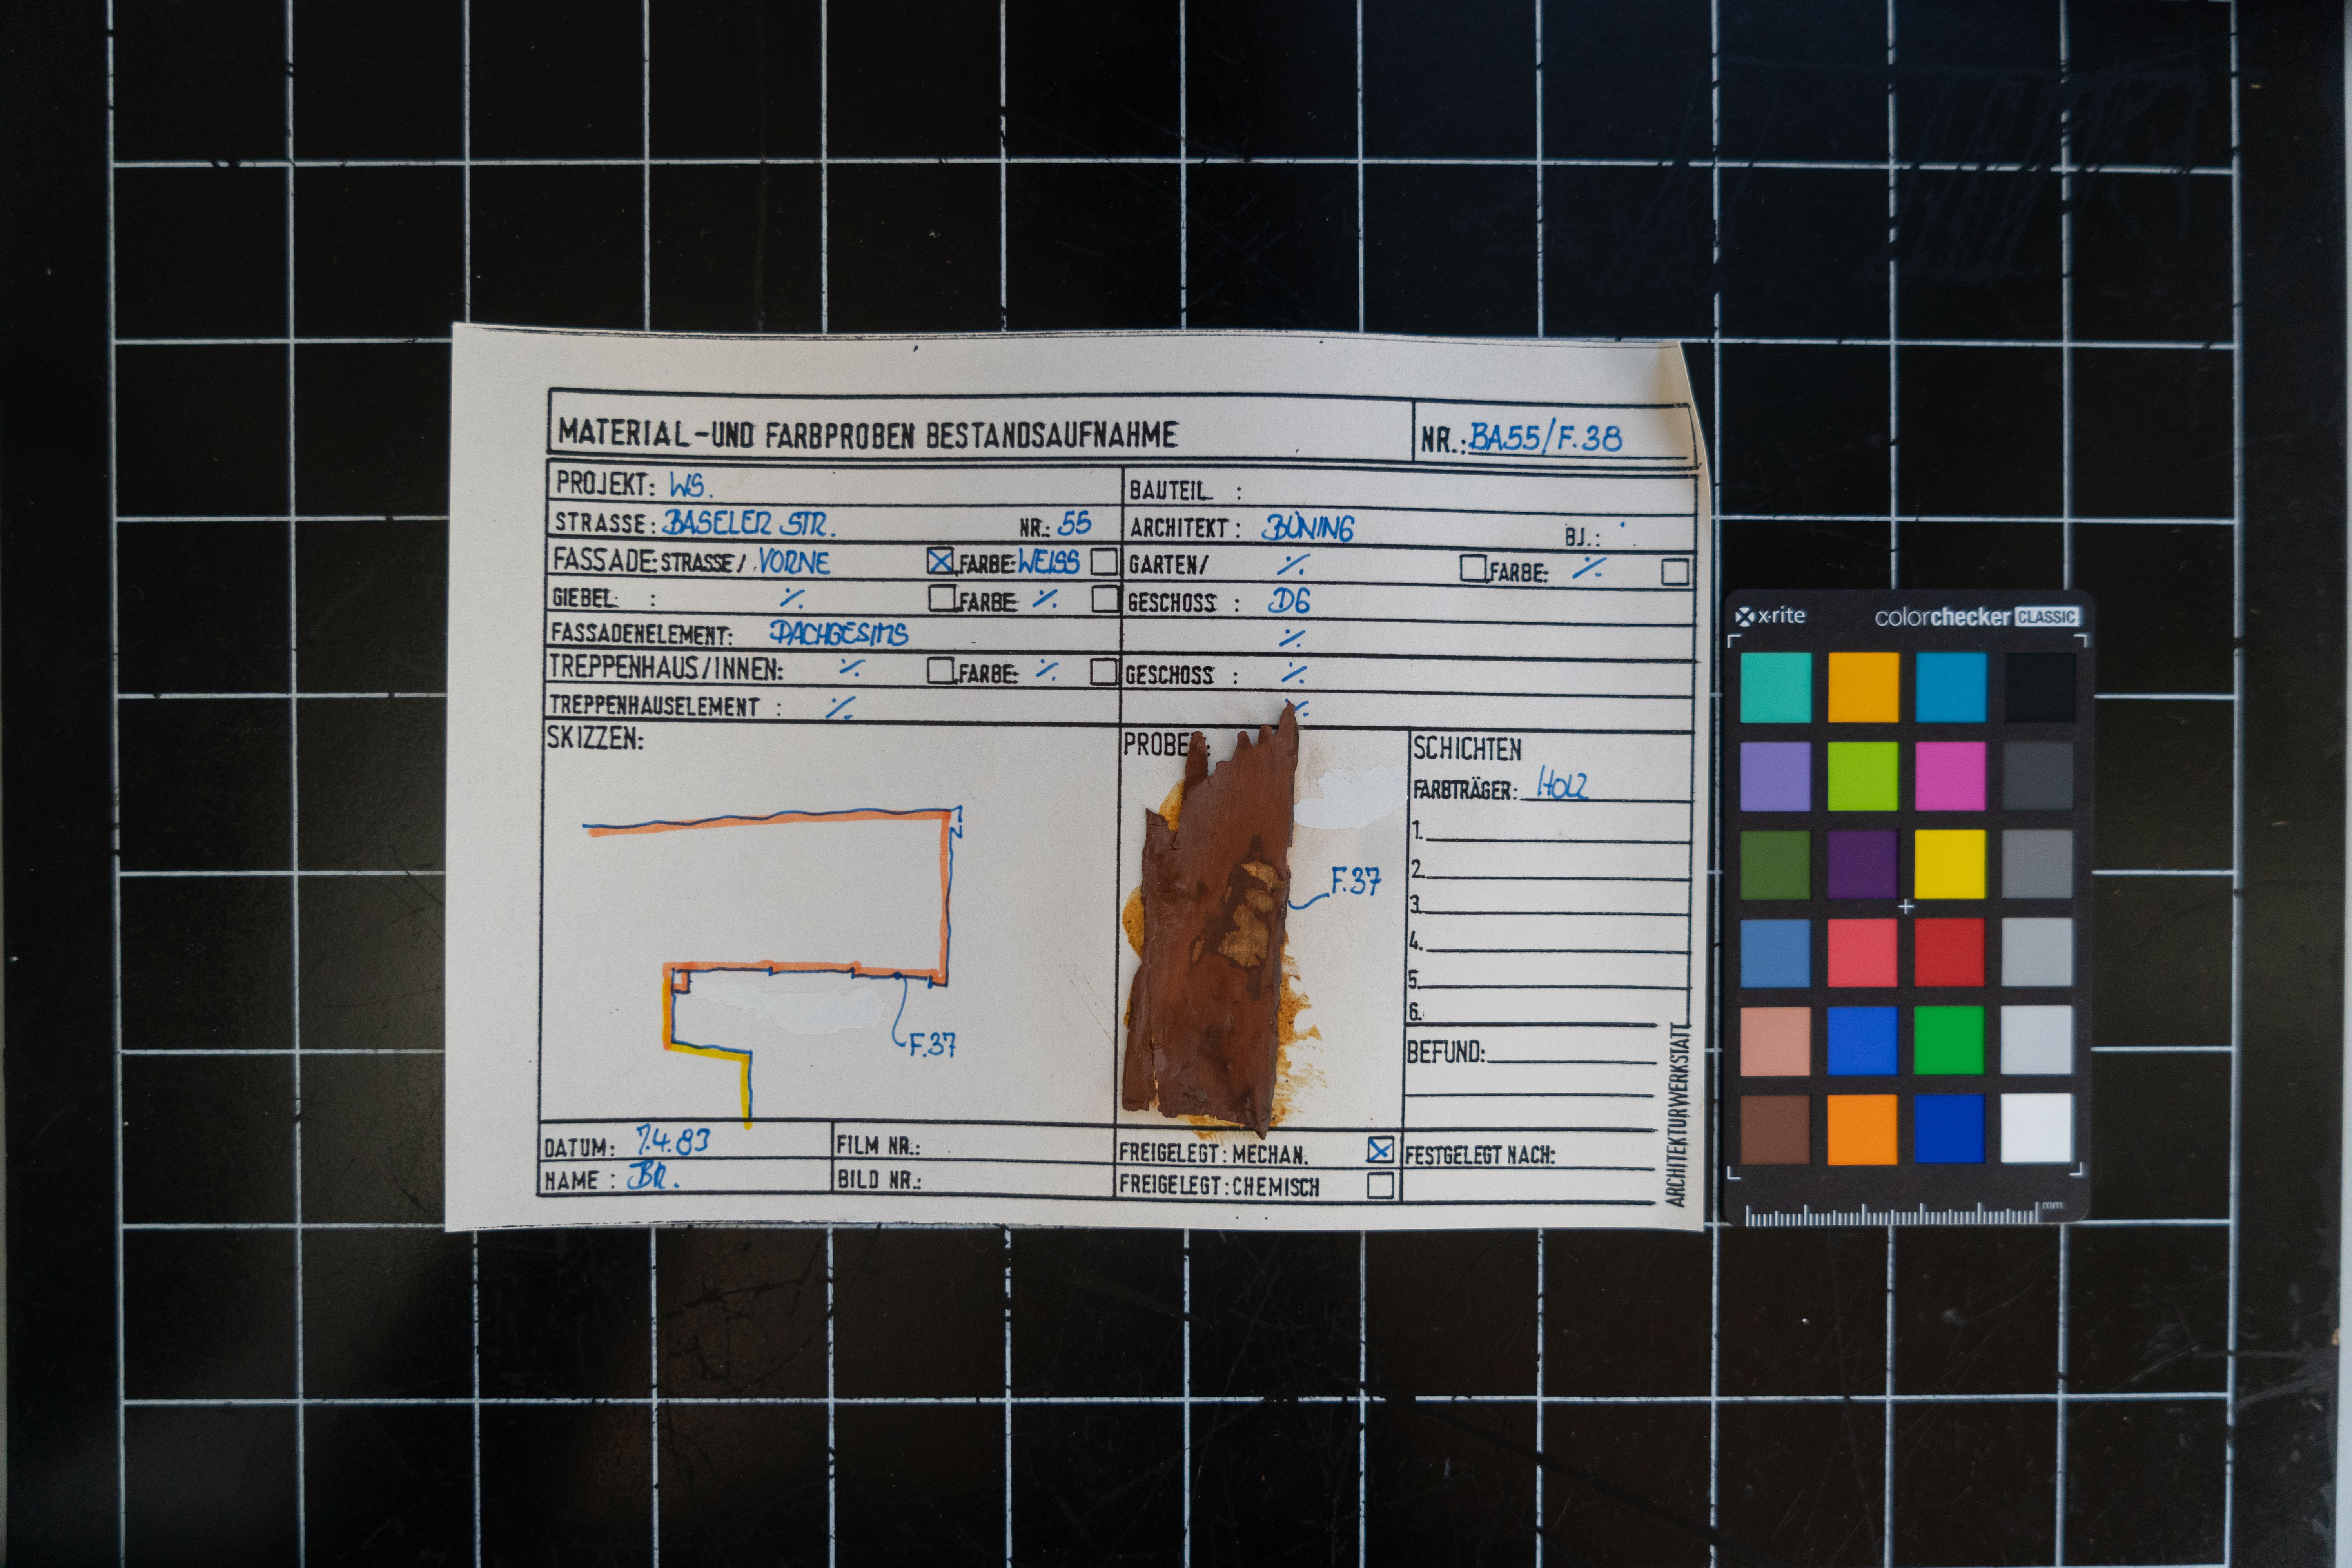 MATERIAL-UND FARBPROBEN BESTANDSAUFNAHME NR.: BA55/F.38
PROJEKT: WS. BAUTEIL :
STRASSE: BASELER STR. NR.: 55 ARCHITEKT: BÜNING BJ.:
FASSADE: STRASSE/ VORNE FARBE: WEISS GARTEN/ ·/· FARBE: ·/·
GIEBEL : ·/· FARBE: ·/· GESCHOSS : DG
FASSADENELEMENT: DACHGESIMS ·/·
TREPPENHAUS/INNEN: ·/· FARBE: ·/· GESCHOSS : ·/·
TREPPENHAUSELEMENT : ·/· ·/·
SKIZZEN: PROBE : SCHICHTEN
FARBTRÄGER: HOLZ
1.
2.
3.
4.
5.
6.
F.37
F.37
BEFUND:
DATUM: 7.4.83 FILM NR.: FREIGELEGT: MECHAN. FESTGELEGT NACH:
NAME : BR. BILD NR.: FREIGELEGT: CHEMISCH
ARCHITEKTURWERKSTATT
x·rite colorchecker CLASSIC
mm